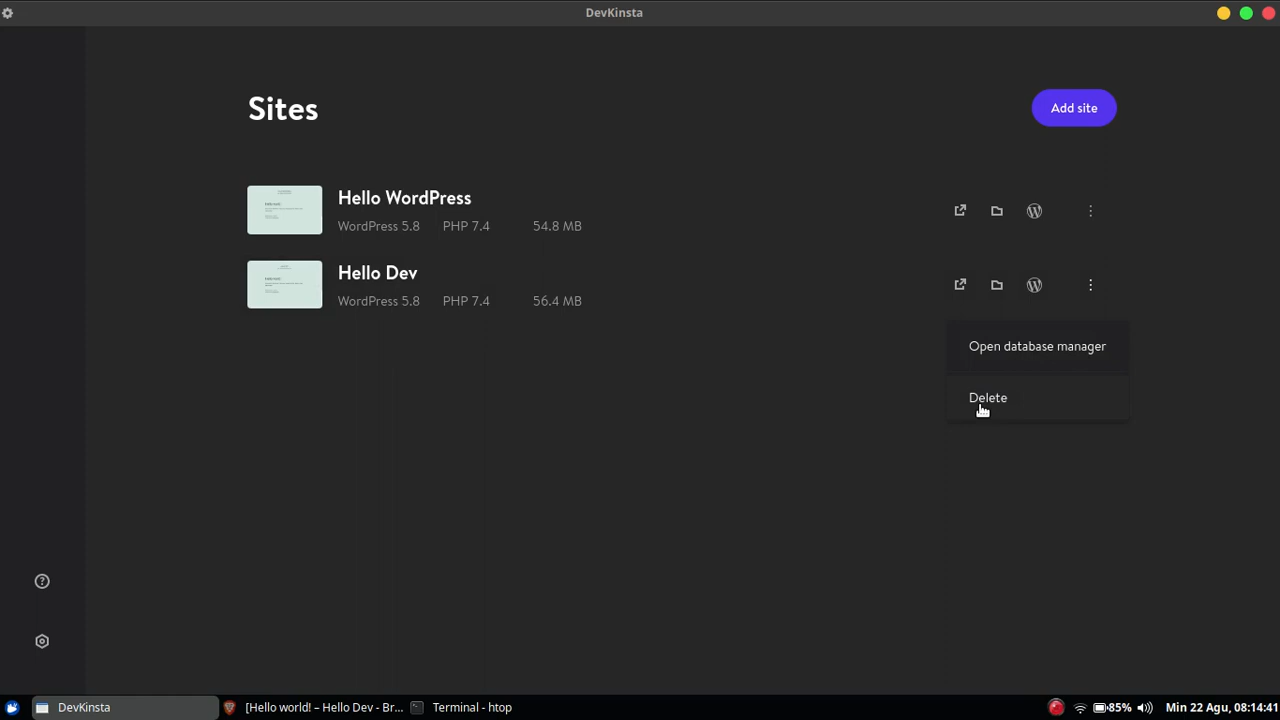 DevKinsta
Sites
Add site
Hello WordPress
WordPress 5.8 PHP 7.4 54.8 MB
Hello Dev
WordPress 5.8 PHP 7.4 56.4 MB
Open database manager
Delete
DevKinsta [Hello world! – Hello Dev - Br... Terminal - htop 85% Min 22 Agu, 08:14:41